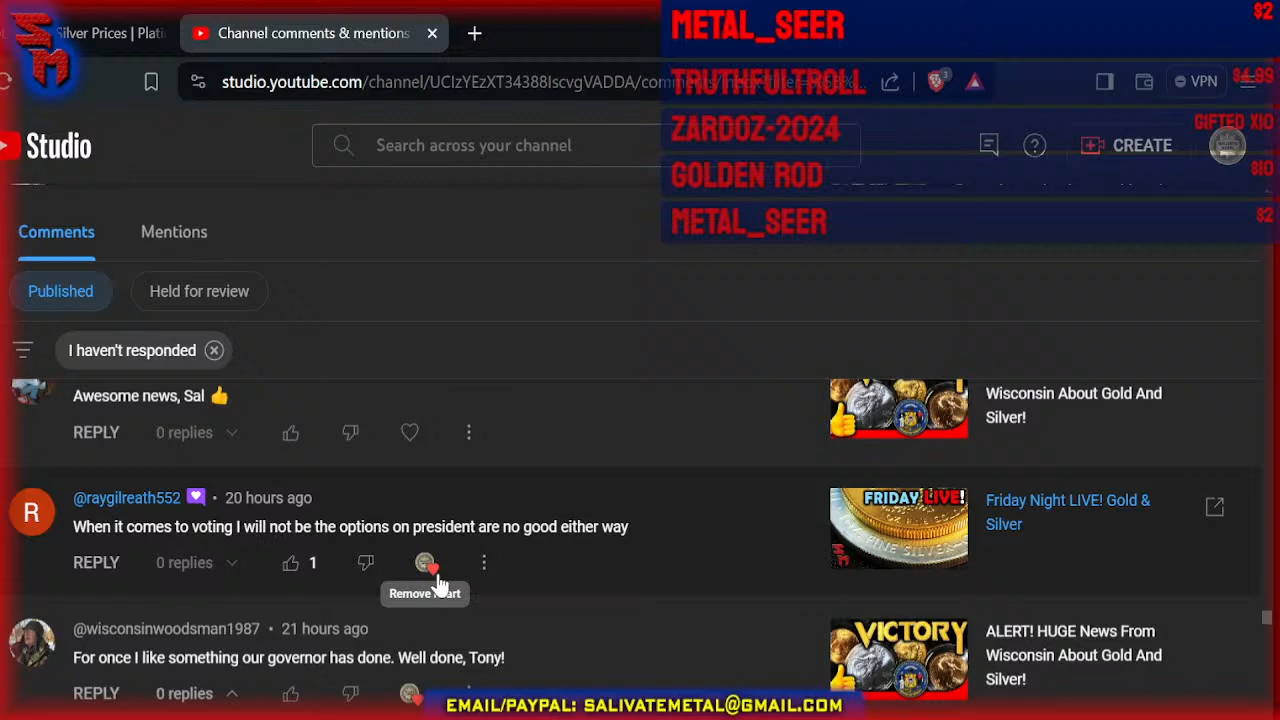 SM
Silver Prices | Plati
Channel comments & mentions
METAL_SEER
$2
studio.youtube.com/channel/UCIzYEzXT34388IscvgVADDA/comments
3
VPN
TRUTHFULTROLL
$4.99
Studio
Search across your channel
CREATE
ZARDOZ-2024
GIFTED X10
GOLDEN ROD
$10
METAL_SEER
$2
Comments
Mentions
Published
Held for review
I haven't responded
Awesome news, Sal 👍
REPLY
0 replies
Wisconsin About Gold And
Silver!
R
@raygilreath552 • 20 hours ago
When it comes to voting I will not be the options on president are no good either way
REPLY
0 replies
1
Remove
FRIDAY LIVE!
FINE SILVER
SM
Friday Night LIVE! Gold &
Silver
@wisconsinwoodsman1987 • 21 hours ago
For once I like something our governor has done. Well done, Tony!
REPLY
0 replies
VICTORY
ALERT! HUGE News From
Wisconsin About Gold And
Silver!
EMAIL/PAYPAL: SALIVATEMETAL@GMAIL.COM